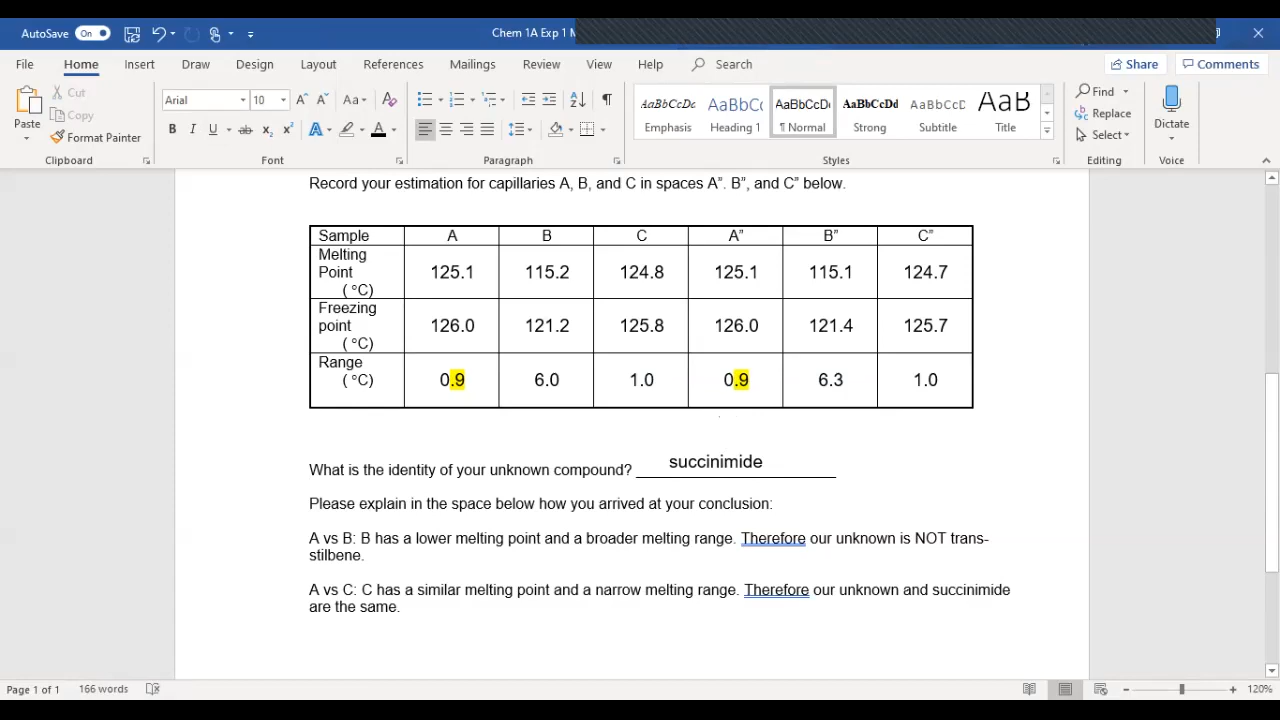 AutoSave On Chem 1A Exp 1 M
File Home Insert Draw Design Layout References Mailings Review View Help Search Share Comments
Paste Cut Copy Format Painter
Arial 10 Aa A
B I U ab x₂ x² A A
AaBbCcDc AaBbCc AaBbCcDc AaBbCcDd AaBbCcD AaB
Emphasis Heading 1 ¶ Normal Strong Subtitle Title
Find Replace Select Dictate
Clipboard Font Paragraph Styles Editing Voice
Record your estimation for capillaries A, B, and C in spaces A”. B”, and C” below.
Sample A B C A” B” C”
Melting
Point 125.1 115.2 124.8 125.1 115.1 124.7
( °C)
Freezing
point 126.0 121.2 125.8 126.0 121.4 125.7
( °C)
Range
( °C) 0.9 6.0 1.0 0.9 6.3 1.0
What is the identity of your unknown compound? succinimide
Please explain in the space below how you arrived at your conclusion:
A vs B: B has a lower melting point and a broader melting range. Therefore our unknown is NOT trans-
stilbene.
A vs C: C has a similar melting point and a narrow melting range. Therefore our unknown and succinimide
are the same.
Page 1 of 1 166 words 120%